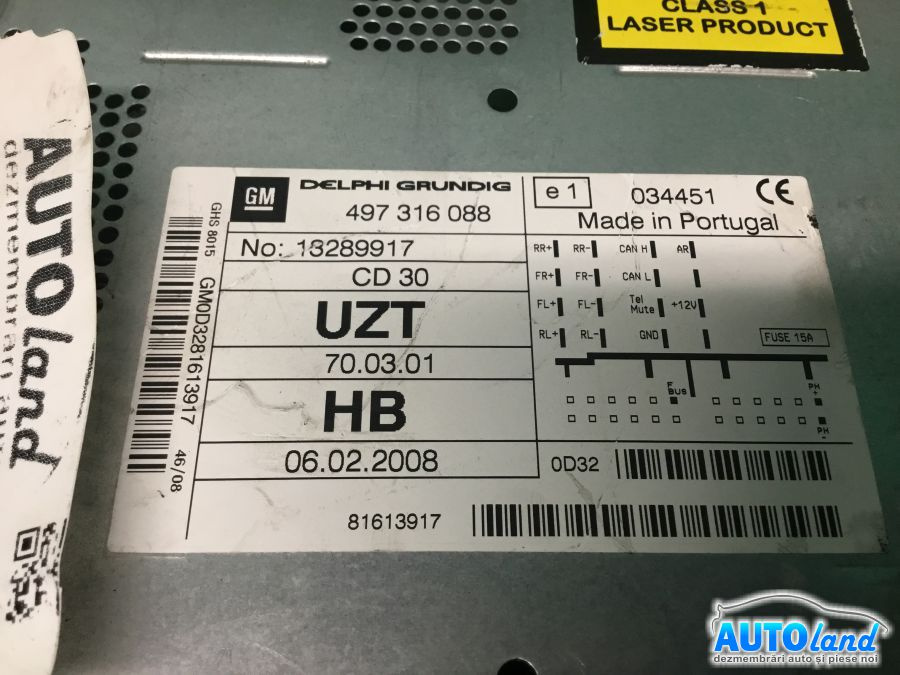 CLASS 1
LASER PRODUCT
AUTOland
GHS 8015
GM0D3281613917
46/08
GM
DELPHI GRUNDIG
497 316 088
No: 13289917
CD 30
UZT
70.03.01
HB
06.02.2008
81613917
e 1
034451 CE
Made in Portugal
RR+ RR- CAN H AR
FR+ FR- CAN L
FL+ FL- Tel Mute +12V
RL+ RL- GND
FUSE 15A
F Bus
PH +
PH -
0D32
AUTOland
dezmembrări auto și piese noi